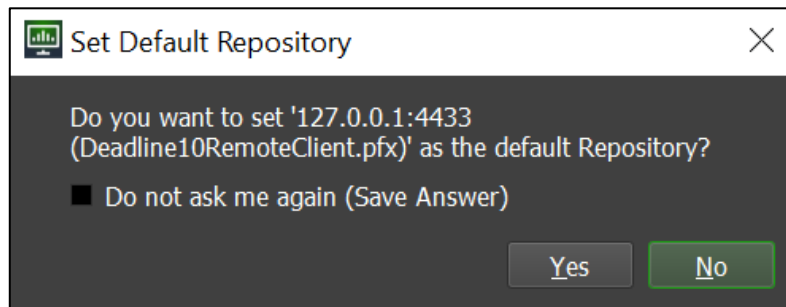 Set Default Repository
Do you want to set '127.0.0.1:4433
(Deadline10RemoteClient.pfx)' as the default Repository?
Do not ask me again (Save Answer)
Yes
No